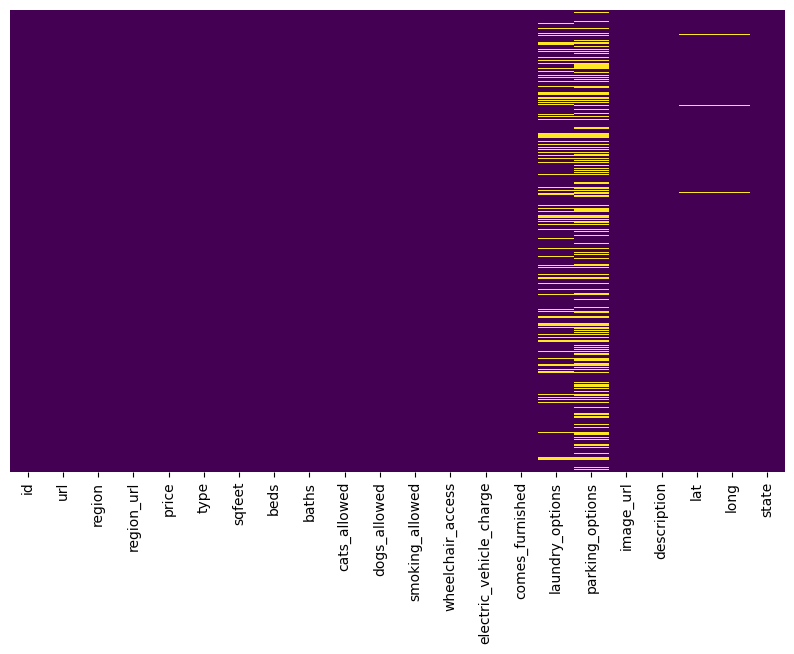 id
url
region
region_url
price
type
sqfeet
beds
baths
cats_allowed
dogs_allowed
smoking_allowed
wheelchair_access
electric_vehicle_charge
comes_furnished
laundry_options
parking_options
image_url
description
lat
long
state